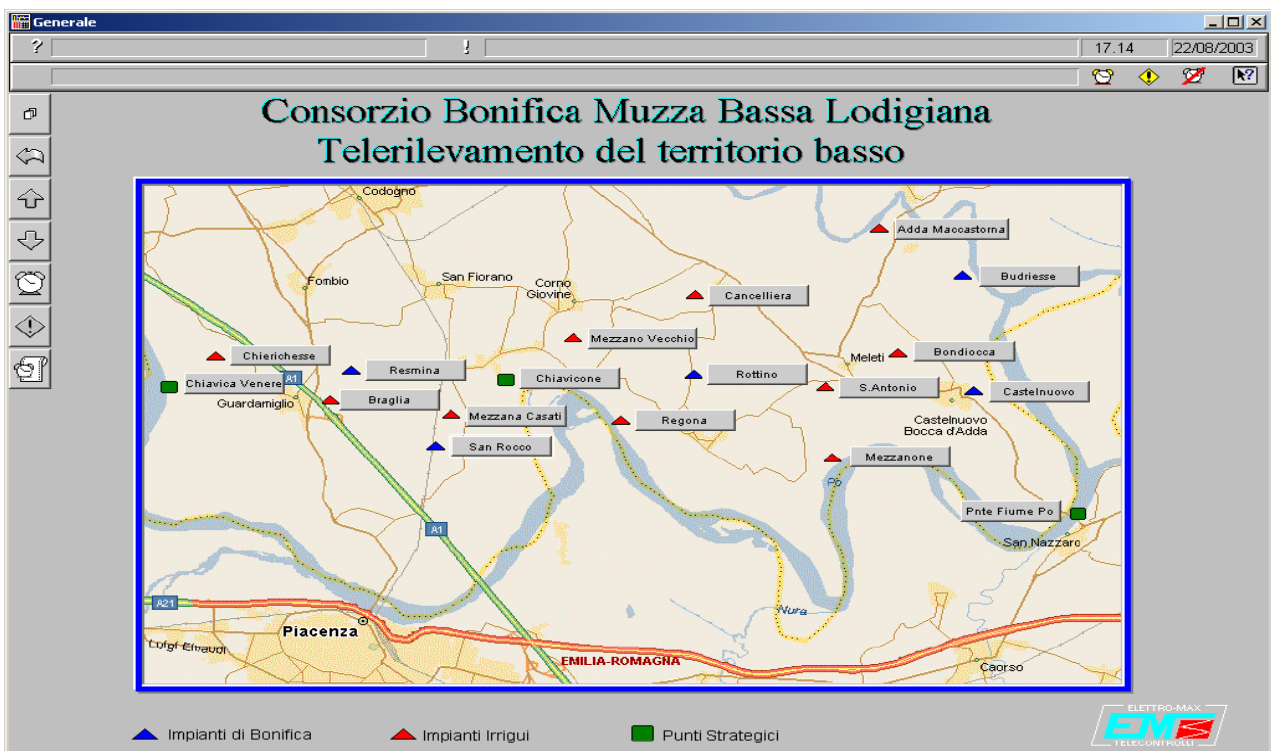 Generale
?
!
17.14
22/08/2003
Consorzio Bonifica Muzza Bassa Lodigiana
Telerilevamento del territorio basso
Codogno
Adda Maccastorna
Fombio
San Fiorano
Corno
Giovine
Budriesse
Cancelliera
Mezzano Vecchio
Chierichesse
Meleti
Bondiocca
Resmina
Chiavicone
Rottino
Chiavica Venere
A1
S.Antonio
Castelnuovo
Guardamiglio
Braglia
Mezzana Casati
Regona
Castelnuovo
Bocca d'Adda
San Rocco
Mezzanone
Po
Pnte Fiume Po
A1
San Nazzaro
A21
Nura
Piacenza
Luigi Einaudi
EMILIA-ROMAGNA
Caorso
Impianti di Bonifica
Impianti Irrigui
Punti Strategici
ELETTRO-MAX
EM
TELECONTROLLI